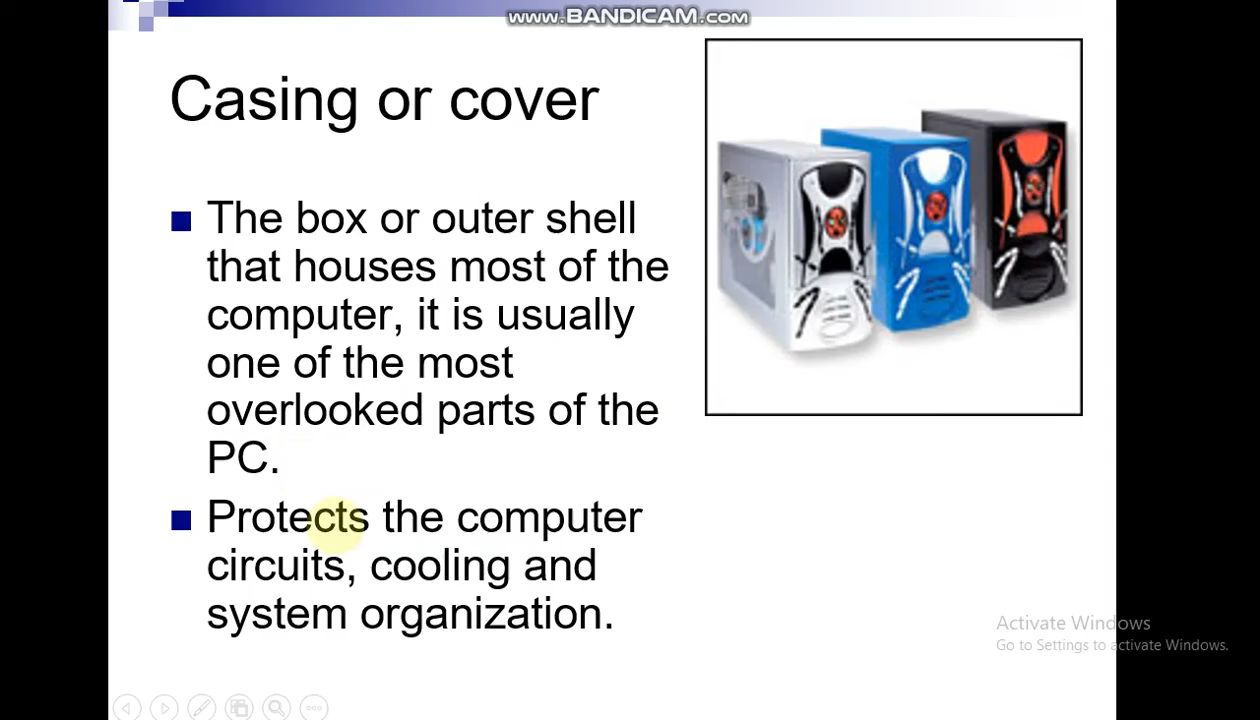 www.BANDICAM.com
Casing or cover
The box or outer shell
that houses most of the
computer, it is usually
one of the most
overlooked parts of the
PC.
Protects the computer
circuits, cooling and
system organization.
Activate Windows
Go to Settings to activate Windows.